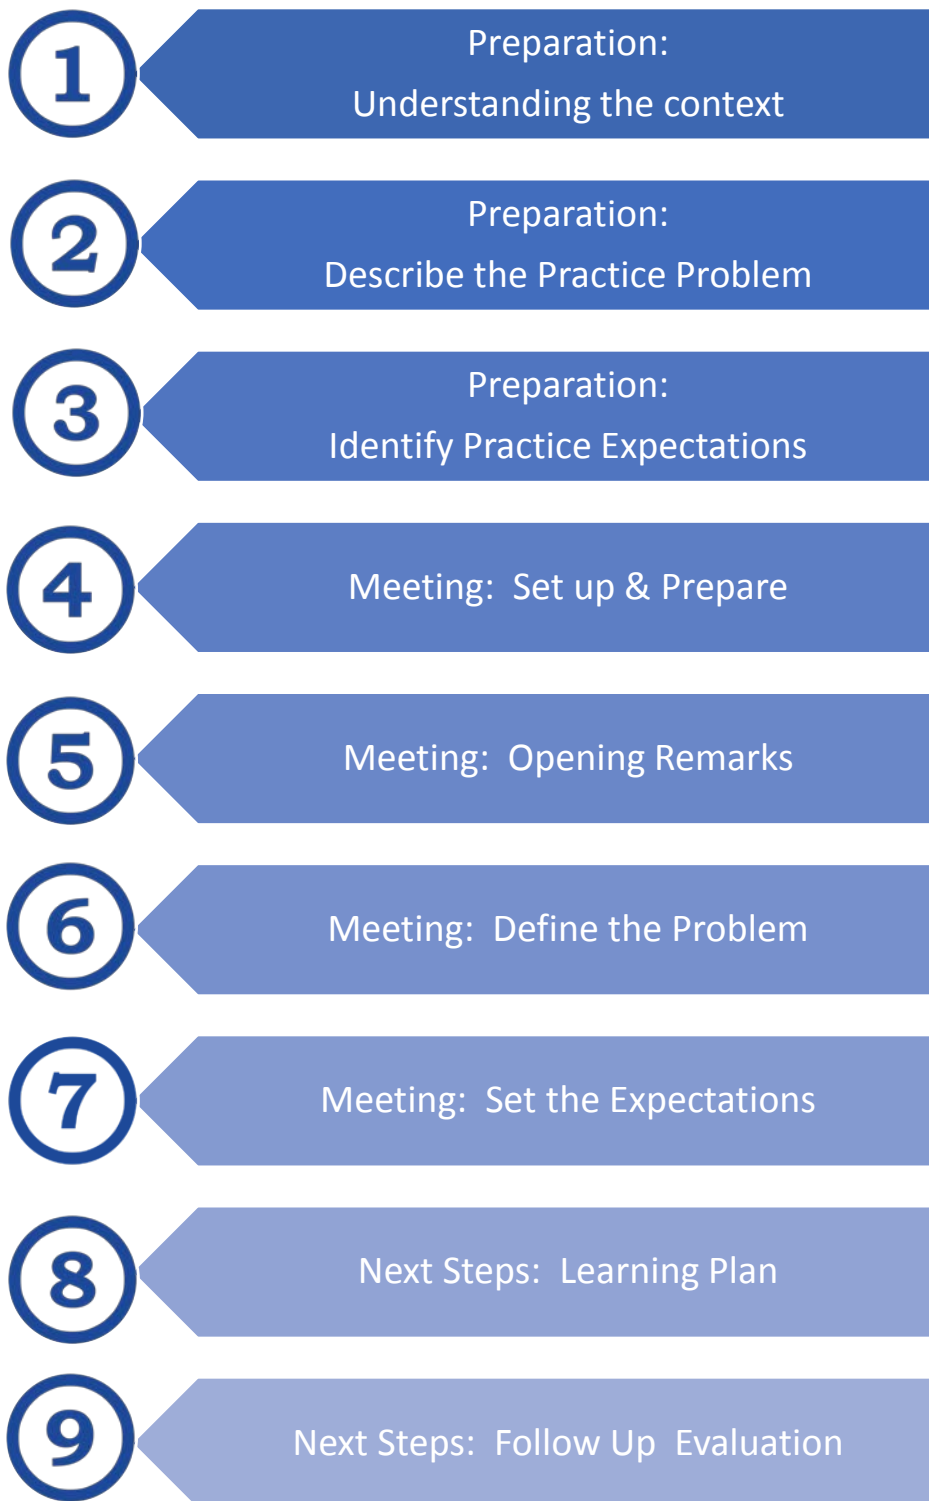 1
Preparation:
Understanding the context
2
Preparation:
Describe the Practice Problem
3
Preparation:
Identify Practice Expectations
4
Meeting:  Set up & Prepare
5
Meeting:  Opening Remarks
6
Meeting:  Define the Problem
7
Meeting:  Set the Expectations
8
Next Steps:  Learning Plan
9
Next Steps:  Follow Up  Evaluation